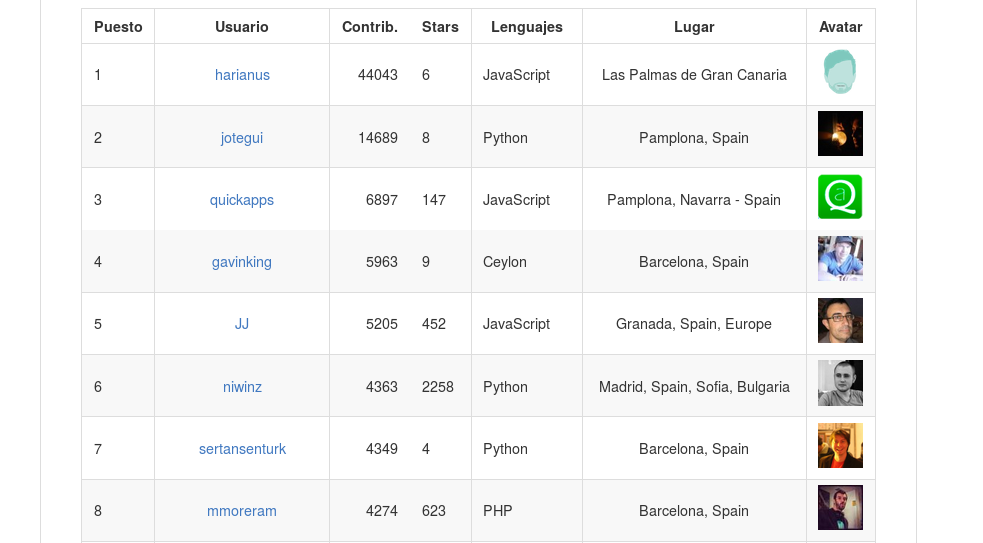 Puesto Usuario Contrib. Stars Lenguajes Lugar Avatar
1 harianus 44043 6 JavaScript Las Palmas de Gran Canaria
2 jotegui 14689 8 Python Pamplona, Spain
3 quickapps 6897 147 JavaScript Pamplona, Navarra - Spain
4 gavinking 5963 9 Ceylon Barcelona, Spain
5 JJ 5205 452 JavaScript Granada, Spain, Europe
6 niwinz 4363 2258 Python Madrid, Spain, Sofia, Bulgaria
7 sertansenturk 4349 4 Python Barcelona, Spain
8 mmoreram 4274 623 PHP Barcelona, Spain